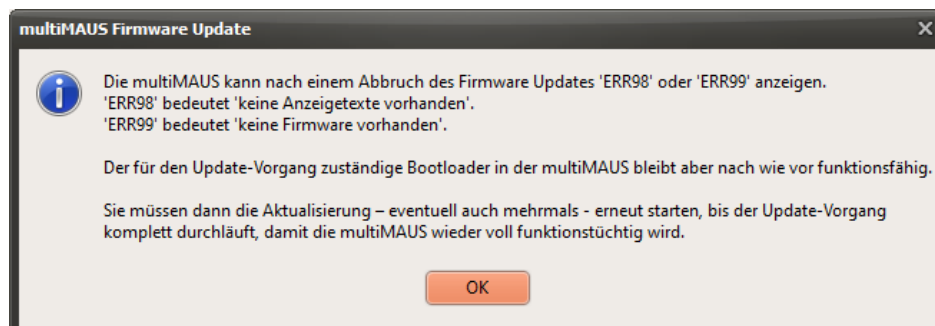 multiMAUS Firmware Update
Die multiMAUS kann nach einem Abbruch des Firmware Updates 'ERR98' oder 'ERR99' anzeigen.
'ERR98' bedeutet 'keine Anzeigetexte vorhanden'.
'ERR99' bedeutet 'keine Firmware vorhanden'.
Der für den Update-Vorgang zuständige Bootloader in der multiMAUS bleibt aber nach wie vor funktionsfähig.
Sie müssen dann die Aktualisierung – eventuell auch mehrmals - erneut starten, bis der Update-Vorgang
komplett durchläuft, damit die multiMAUS wieder voll funktionstüchtig wird.
OK